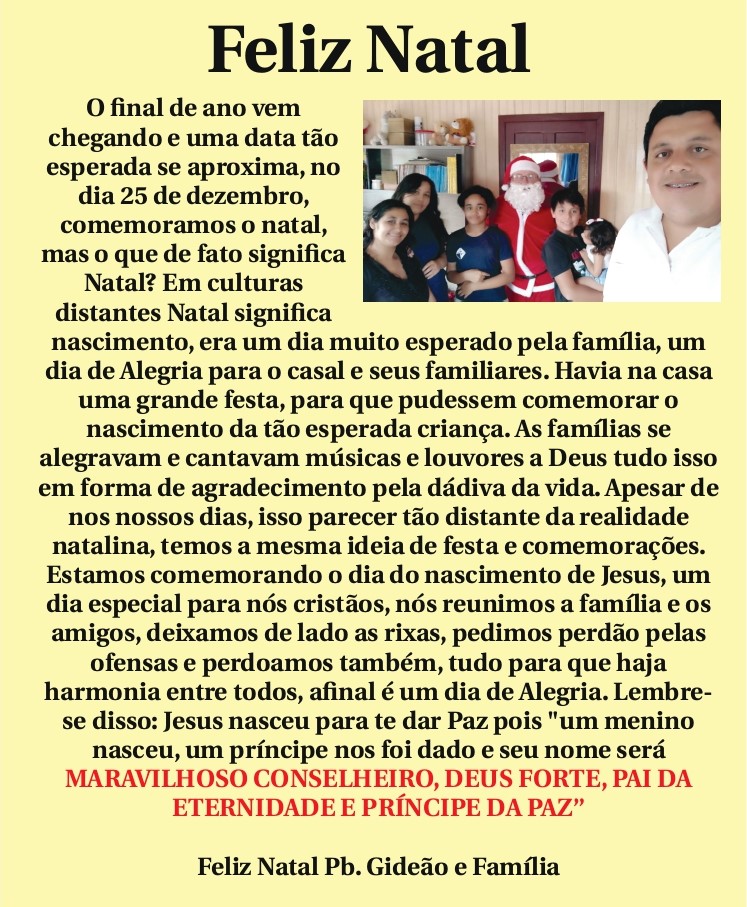 Feliz Natal
O final de ano vem
chegando e uma data tão
esperada se aproxima, no
dia 25 de dezembro,
comemoramos o natal,
mas o que de fato significa
Natal? Em culturas
distantes Natal significa
nascimento, era um dia muito esperado pela família, um
dia de Alegria para o casal e seus familiares. Havia na casa
uma grande festa, para que pudessem comemorar o
nascimento da tão esperada criança. As famílias se
alegravam e cantavam músicas e louvores a Deus tudo isso
em forma de agradecimento pela dádiva da vida. Apesar de
nos nossos dias, isso parecer tão distante da realidade
natalina, temos a mesma ideia de festa e comemorações.
Estamos comemorando o dia do nascimento de Jesus, um
dia especial para nós cristãos, nós reunimos a família e os
amigos, deixamos de lado as rixas, pedimos perdão pelas
ofensas e perdoamos também, tudo para que haja
harmonia entre todos, afinal é um dia de Alegria. Lembre-
se disso: Jesus nasceu para te dar Paz pois "um menino
nasceu, um príncipe nos foi dado e seu nome será
MARAVILHOSO CONSELHEIRO, DEUS FORTE, PAI DA
ETERNIDADE E PRÍNCIPE DA PAZ”
Feliz Natal Pb. Gideão e Família